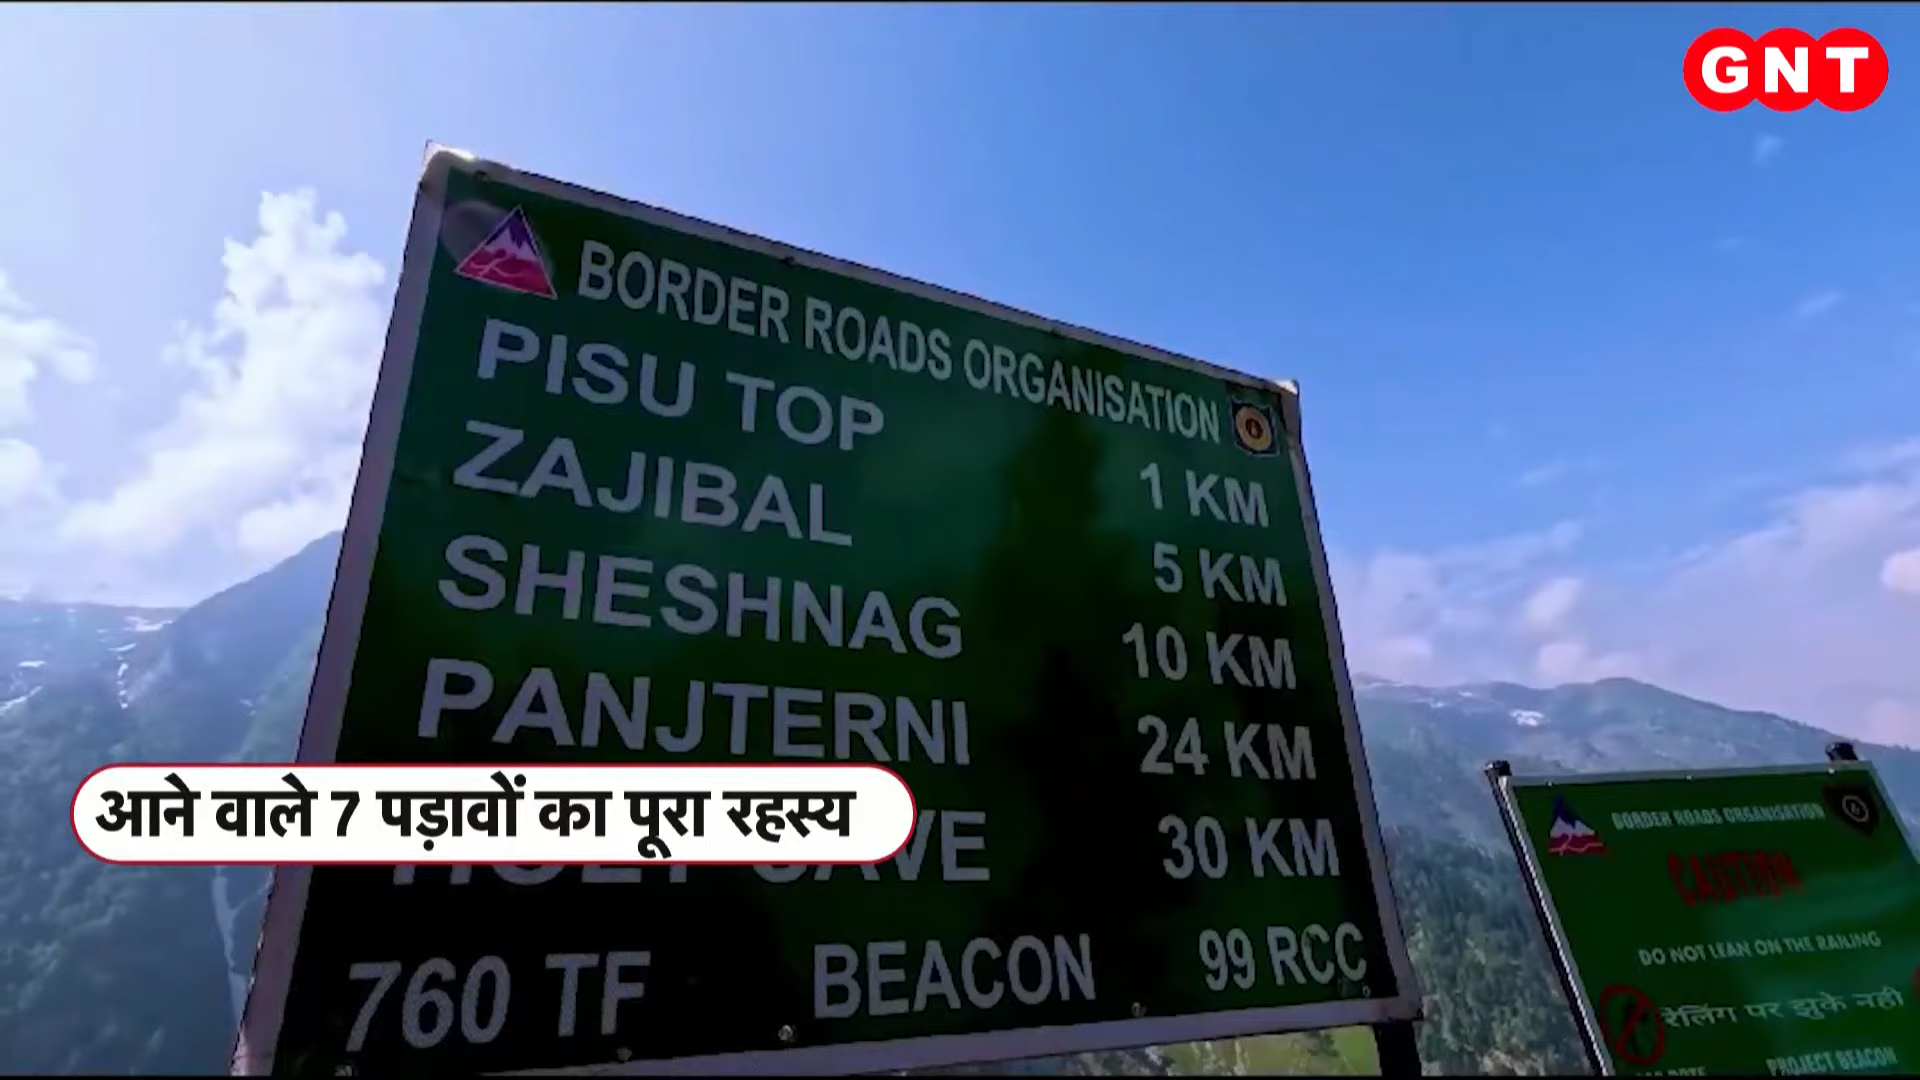 GNT
BORDER ROADS ORGANISATION
PISU TOP 1 KM
ZAJIBAL 5 KM
SHESHNAG 10 KM
PANJTERNI 24 KM
आने वाले 7 पड़ावों का पूरा रहस्य
30 KM
760 TF BEACON 99 RCC
BORDER ROADS ORGANISATION
CAUTION
DO NOT LEAN ON THE RAILING
रेलिंग पर झुके नही
PROJECT BEACON